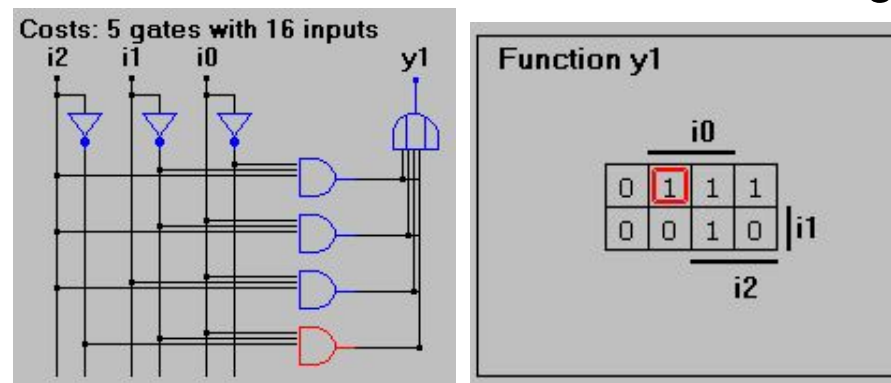 Costs: 5 gates with 16 inputs
i2 i1 i0 y1
Function y1
i0
0 1 1 1
0 0 1 0 i1
i2